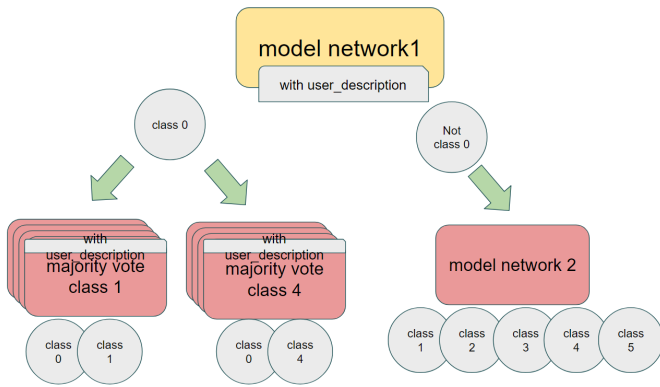 model network1
with user_description
class 0
Not
class 0
with
user_description
majority vote
class 1
with
user_description
majority vote
class 4
model network 2
class
0
class
1
class
0
class
4
class
1
class
2
class
3
class
4
class
5